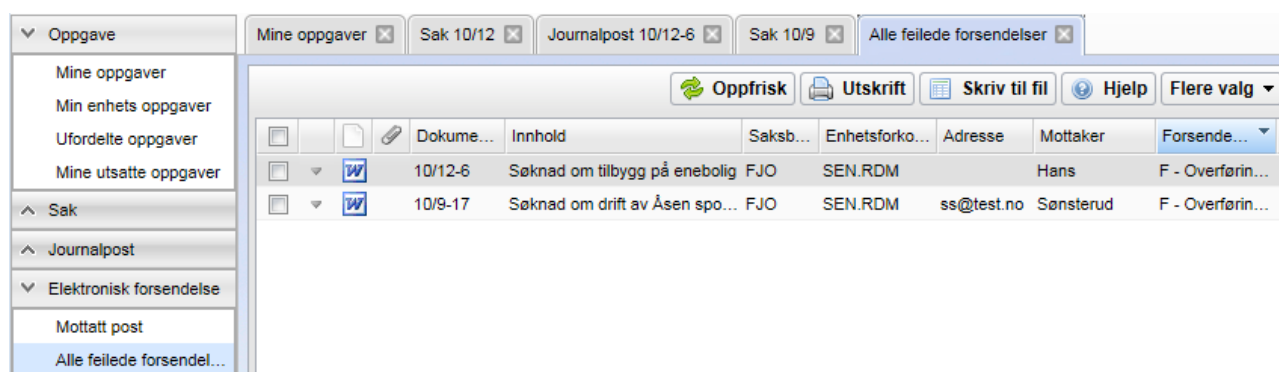 Oppgave
Mine oppgaver
Min enhets oppgaver
Ufordelte oppgaver
Mine utsatte oppgaver
Sak
Journalpost
Elektronisk forsendelse
Mottatt post
Alle feilede forsendel...
Mine oppgaver Sak 10/12 Journalpost 10/12-6 Sak 10/9 Alle feilede forsendelser
Oppfrisk Utskrift Skriv til fil Hjelp Flere valg
Dokume... Innhold Saksb... Enhetsforko... Adresse Mottaker Forsende...
10/12-6 Søknad om tilbygg på enebolig FJO SEN.RDM Hans F - Overførin...
10/9-17 Søknad om drift av Åsen spo... FJO SEN.RDM ss@test.no Sønsterud F - Overførin...